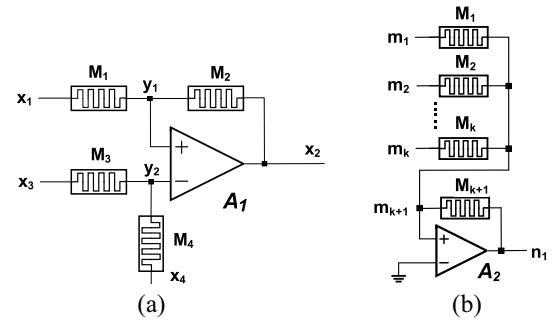 M1 M2
x1 y1
+
x2
M3 y2
x3 −
A1
M4
x4
(a)
M1
m1
M2
m2
Mk
mk
Mk+1
mk+1
+
− n1
A2
(b)